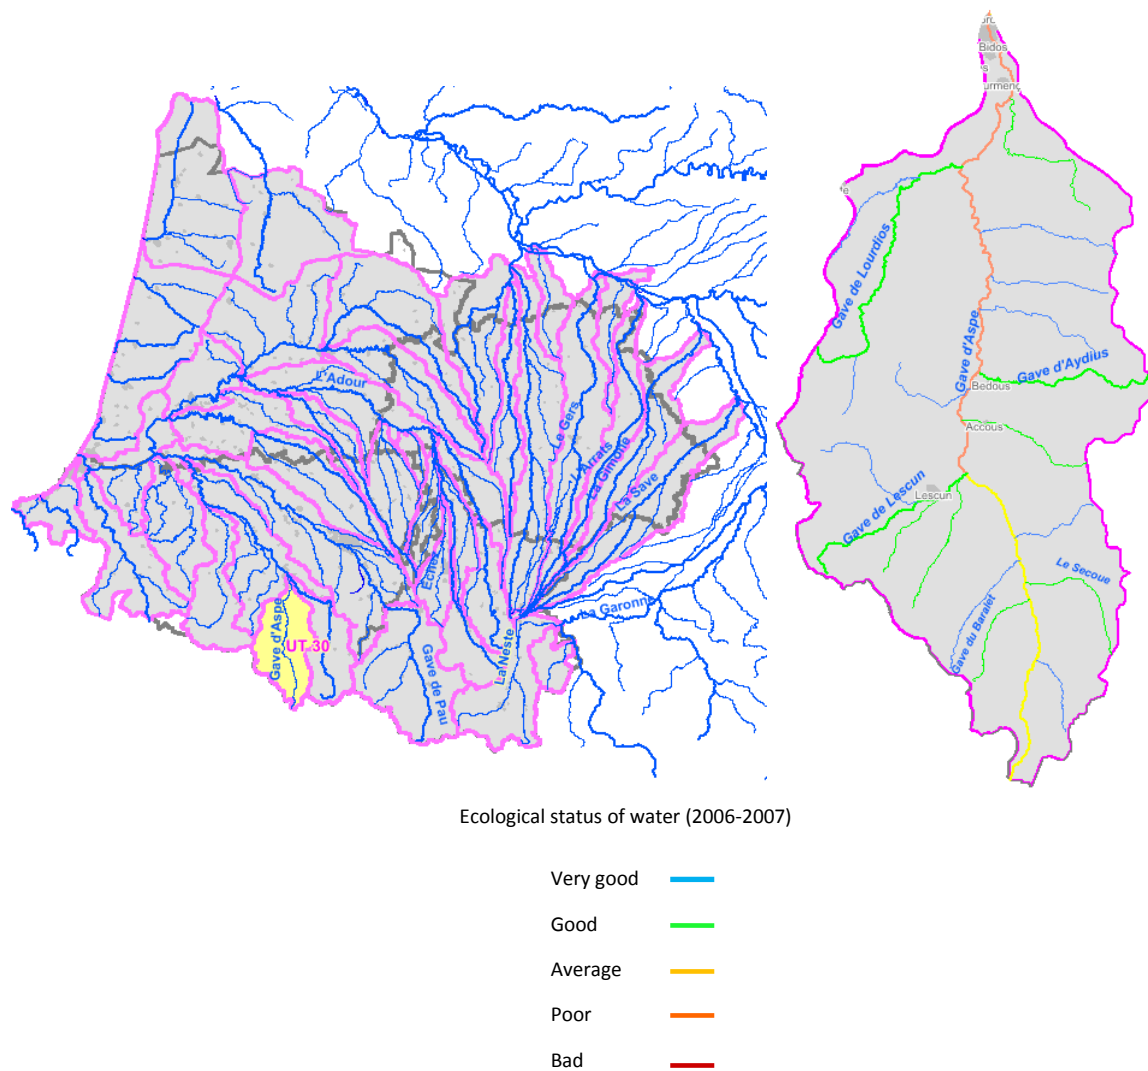 L'Adour
Le Gers
L'Arrats
La Gimone
La Save
Echez
La Garonne
Gave d'Aspe
UT 30
Gave de Pau
La Neste
Bidos
Gave de Lourdios
Gave d'Aspe
Gave d'Aydius
Bedous
Accous
Lescun
Gave de Lescun
Le Secoue
Gave du Baralet
Ecological status of water (2006-2007)
Very good
Good
Average
Poor
Bad